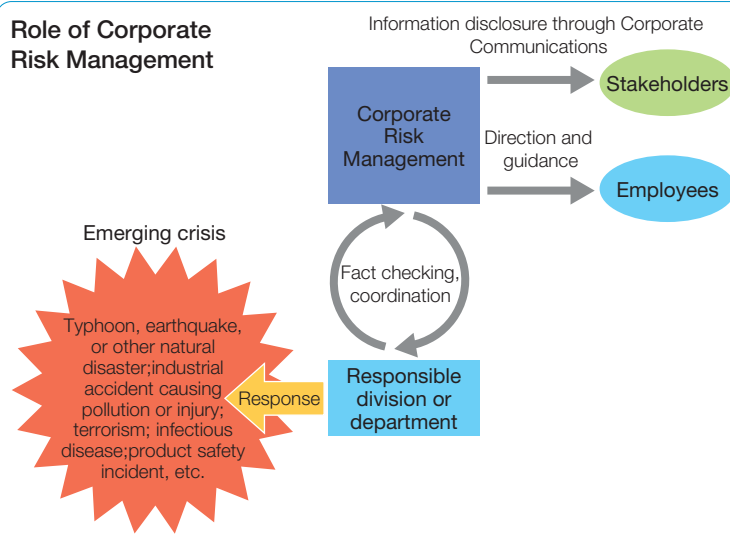 Role of Corporate
Risk Management
Information disclosure through Corporate
Communications
Stakeholders
Corporate
Risk
Management
Direction and
guidance
Employees
Emerging crisis
Fact checking,
coordination
Typhoon, earthquake,
or other natural
disaster;industrial
accident causing
pollution or injury;
terrorism; infectious
disease;product safety
incident, etc.
Response
Responsible
division or
department